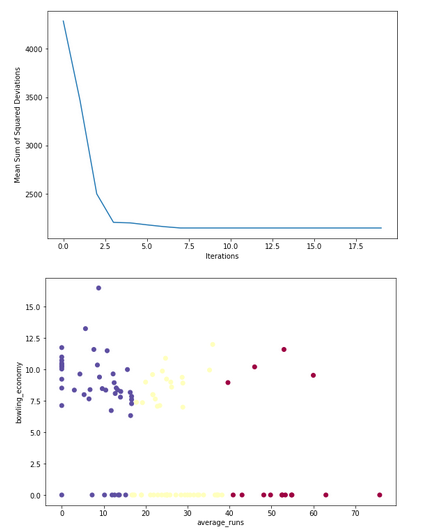 4000
3500
3000
2500
Mean Sum of Squared Deviations
0.0 2.5 5.0 7.5 10.0 12.5 15.0 17.5
Iterations
15.0
12.5
10.0
7.5
5.0
2.5
0.0
bowling_economy
0 10 20 30 40 50 60 70
average_runs